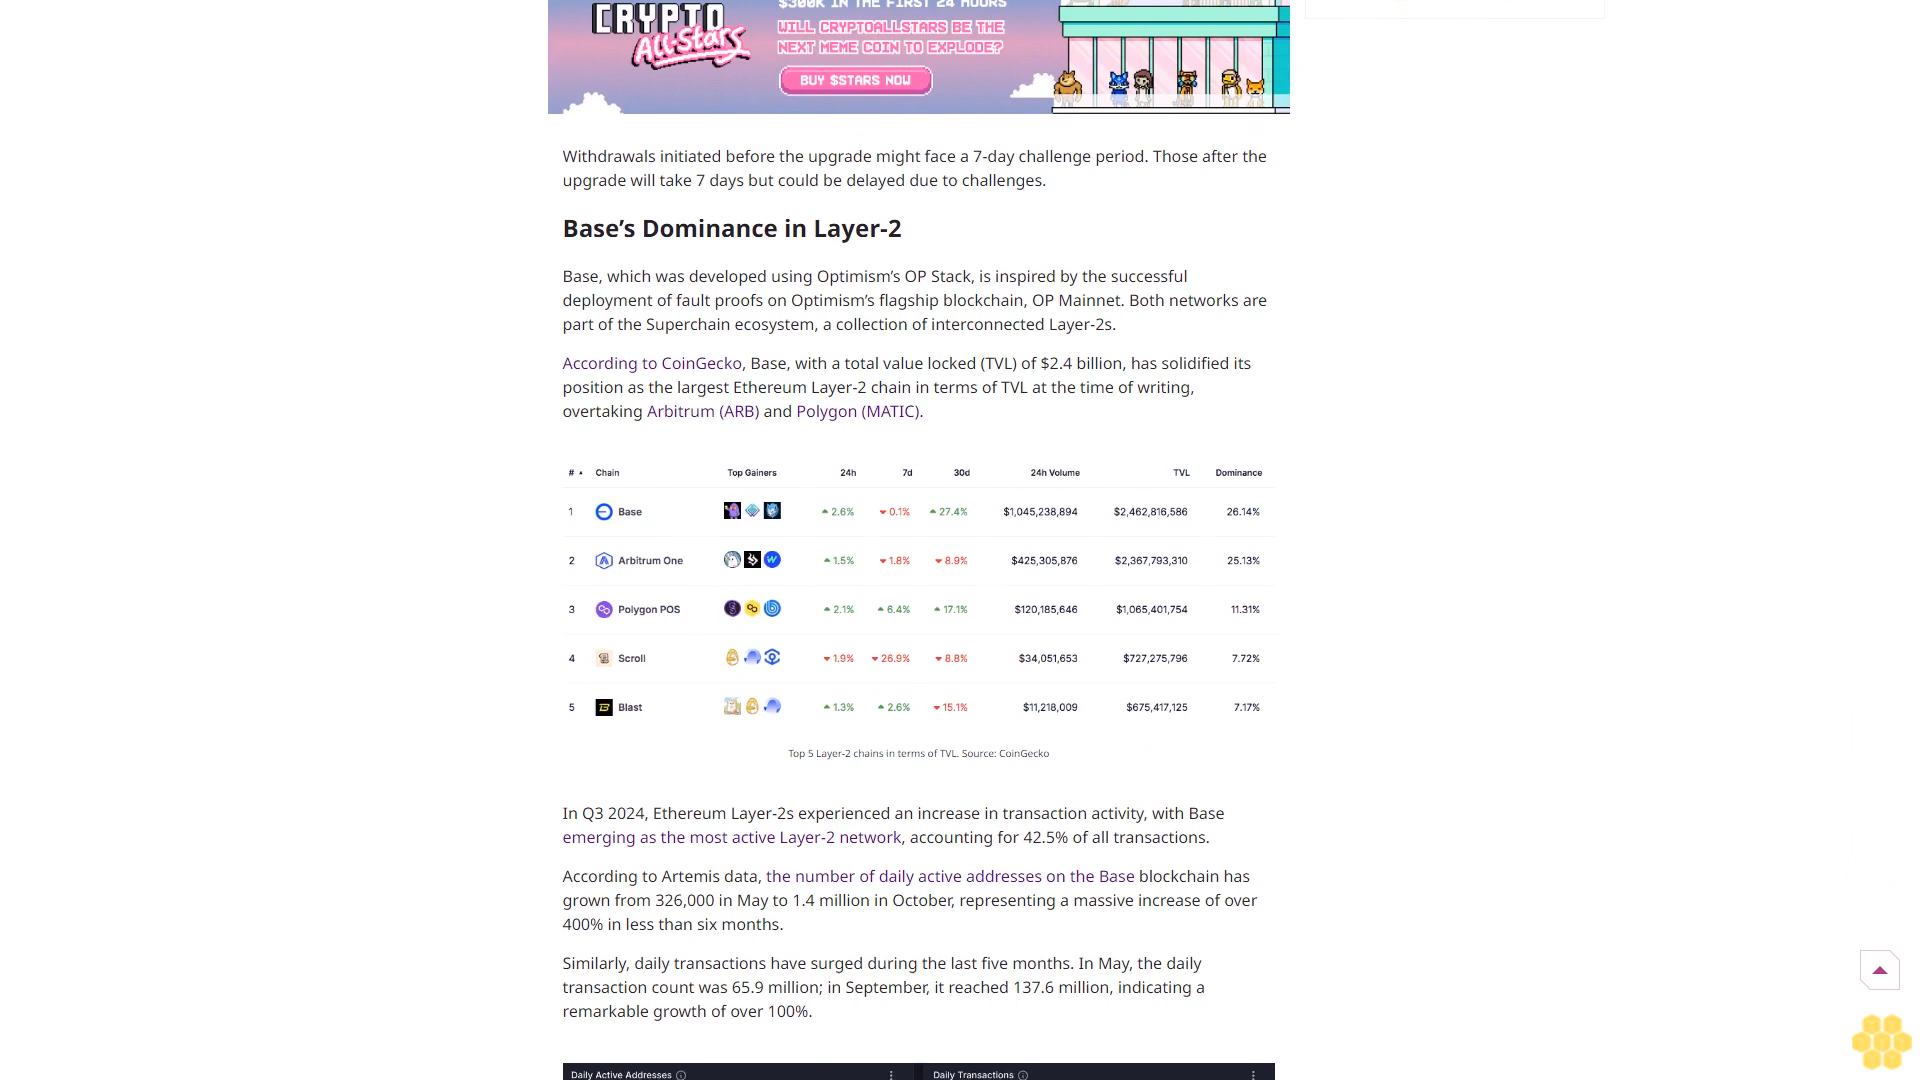 CRYPTO
All-Stars
$300K IN THE FIRST 24 HOURS
WILL CRYPTOALLSTARS BE THE
NEXT MEME COIN TO EXPLODE?
BUY $STARS NOW
Withdrawals initiated before the upgrade might face a 7-day challenge period. Those after the
upgrade will take 7 days but could be delayed due to challenges.
Base’s Dominance in Layer-2
Base, which was developed using Optimism’s OP Stack, is inspired by the successful
deployment of fault proofs on Optimism’s flagship blockchain, OP Mainnet. Both networks are
part of the Superchain ecosystem, a collection of interconnected Layer-2s.
According to CoinGecko, Base, with a total value locked (TVL) of $2.4 billion, has solidified its
position as the largest Ethereum Layer-2 chain in terms of TVL at the time of writing,
overtaking Arbitrum (ARB) and Polygon (MATIC).
# Chain Top Gainers 24h 7d 30d 24h Volume TVL Dominance
1 Base 2.6% 0.1% 27.4% $1,045,238,894 $2,462,816,586 26.14%
2 Arbitrum One 1.5% 1.8% 8.9% $425,305,876 $2,367,793,310 25.13%
3 Polygon POS 2.1% 6.4% 17.1% $120,185,646 $1,065,401,754 11.31%
4 Scroll 1.9% 26.9% 8.8% $34,051,653 $727,275,796 7.72%
5 Blast 1.3% 2.6% 15.1% $11,218,009 $675,417,125 7.17%
Top 5 Layer-2 chains in terms of TVL. Source: CoinGecko
In Q3 2024, Ethereum Layer-2s experienced an increase in transaction activity, with Base
emerging as the most active Layer-2 network, accounting for 42.5% of all transactions.
According to Artemis data, the number of daily active addresses on the Base blockchain has
grown from 326,000 in May to 1.4 million in October, representing a massive increase of over
400% in less than six months.
Similarly, daily transactions have surged during the last five months. In May, the daily
transaction count was 65.9 million; in September, it reached 137.6 million, indicating a
remarkable growth of over 100%.
Daily Active Addresses Daily Transactions